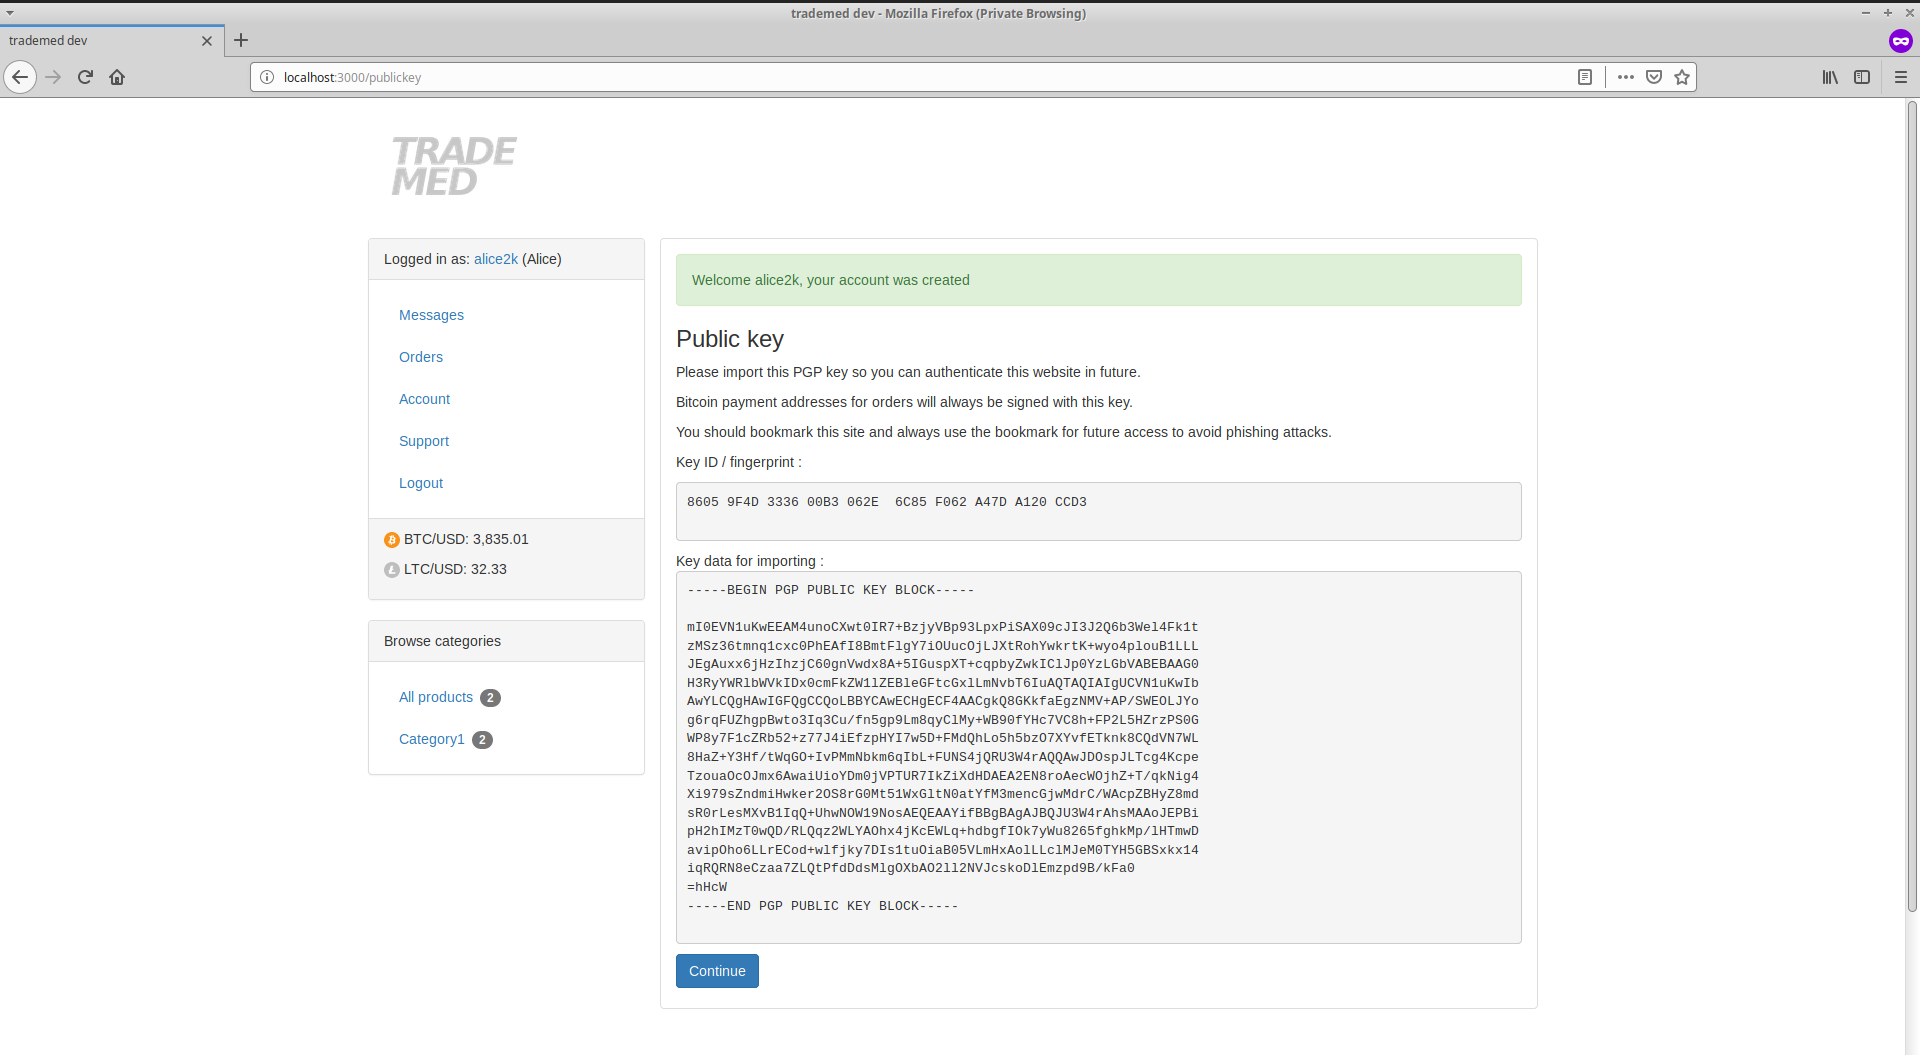 trademed dev - Mozilla Firefox (Private Browsing)
trademed dev
localhost:3000/publickey
TRADE
MED
Logged in as: alice2k (Alice)
Messages
Orders
Account
Support
Logout
BTC/USD: 3,835.01
LTC/USD: 32.33
Browse categories
All products 2
Category1 2
Welcome alice2k, your account was created
Public key
Please import this PGP key so you can authenticate this website in future.
Bitcoin payment addresses for orders will always be signed with this key.
You should bookmark this site and always use the bookmark for future access to avoid phishing attacks.
Key ID / fingerprint :
8605 9F4D 3336 00B3 062E  6C85 F062 A47D A120 CCD3
Key data for importing :
-----BEGIN PGP PUBLIC KEY BLOCK-----
mI0EVN1uKwEEAM4unoCXwt0IR7+BzjyVBp93LpxPiSAX09cJI3J2Q6b3Wel4Fk1t
zMSz36tmnq1cxc0PhEAfI8BmtFlgY7iOUucOjLJXtRohYwkrtK+wyo4plouB1LLL
JEgAuxx6jHzIhzjC60gnVwdx8A+5IGuspXT+cqpbyZwkIClJp0YzLGbVABEBAAG0
H3RyYWRlbWVkIDx0cmFkZW1lZEBleGFtcGxlLmNvbT6IuAQTAQIAIgUCVN1uKwIb
AwYLCQgHAwIGFQgCCQoLBBYCAwECHgECF4AACgkQ8GKkfaEgzNMV+AP/SWEOLJYo
g6rqFUZhgpBwto3Iq3Cu/fn5gp9Lm8qyClMy+WB90fYHc7VC8h+FP2L5HZrzPS0G
WP8y7F1cZRb52+z77J4iEfzpHYI7w5D+FMdQhLo5h5bzO7XYvfETknk8CQdVN7WL
8HaZ+Y3Hf/tWqGO+IvPMmNbkm6qIbL+FUNS4jQRU3W4rAQQAwJDOspJLTcg4Kcpe
TzouaOcOJmx6AwaiUioYDm0jVPTUR7IkZiXdHDAEA2EN8roAecWOjhZ+T/qkNig4
Xi979sZndmiHwker2OS8rG0Mt51WxGltN0atYfM3mencGjwMdrC/WAcpZBHyZ8md
sR0rLesMXvB1IqQ+UhwNOW19NosAEQEAAYifBBgBAgAJBQJU3W4rAhsMAAoJEPBi
pH2hIMzT0wQD/RLQqz2WLYAOhx4jKcEWLq+hdbgfIOk7yWu8265fghkMp/lHTmwD
avipOho6LLrECod+wlfjky7DIs1tuOiaB05VLmHxAolLLclMJeM0TYH5GBSxkx14
iqRQRN8eCzaa7ZLQtPfdDdsMlgOXbAO2ll2NVJcskoDlEmzpd9B/kFa0
=hHcW
-----END PGP PUBLIC KEY BLOCK-----
Continue